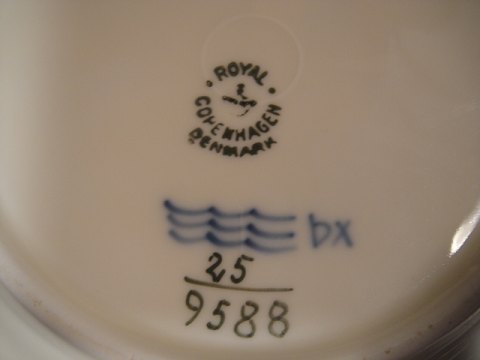 ROYAL
COPENHAGEN
DENMARK
bx
25
9588